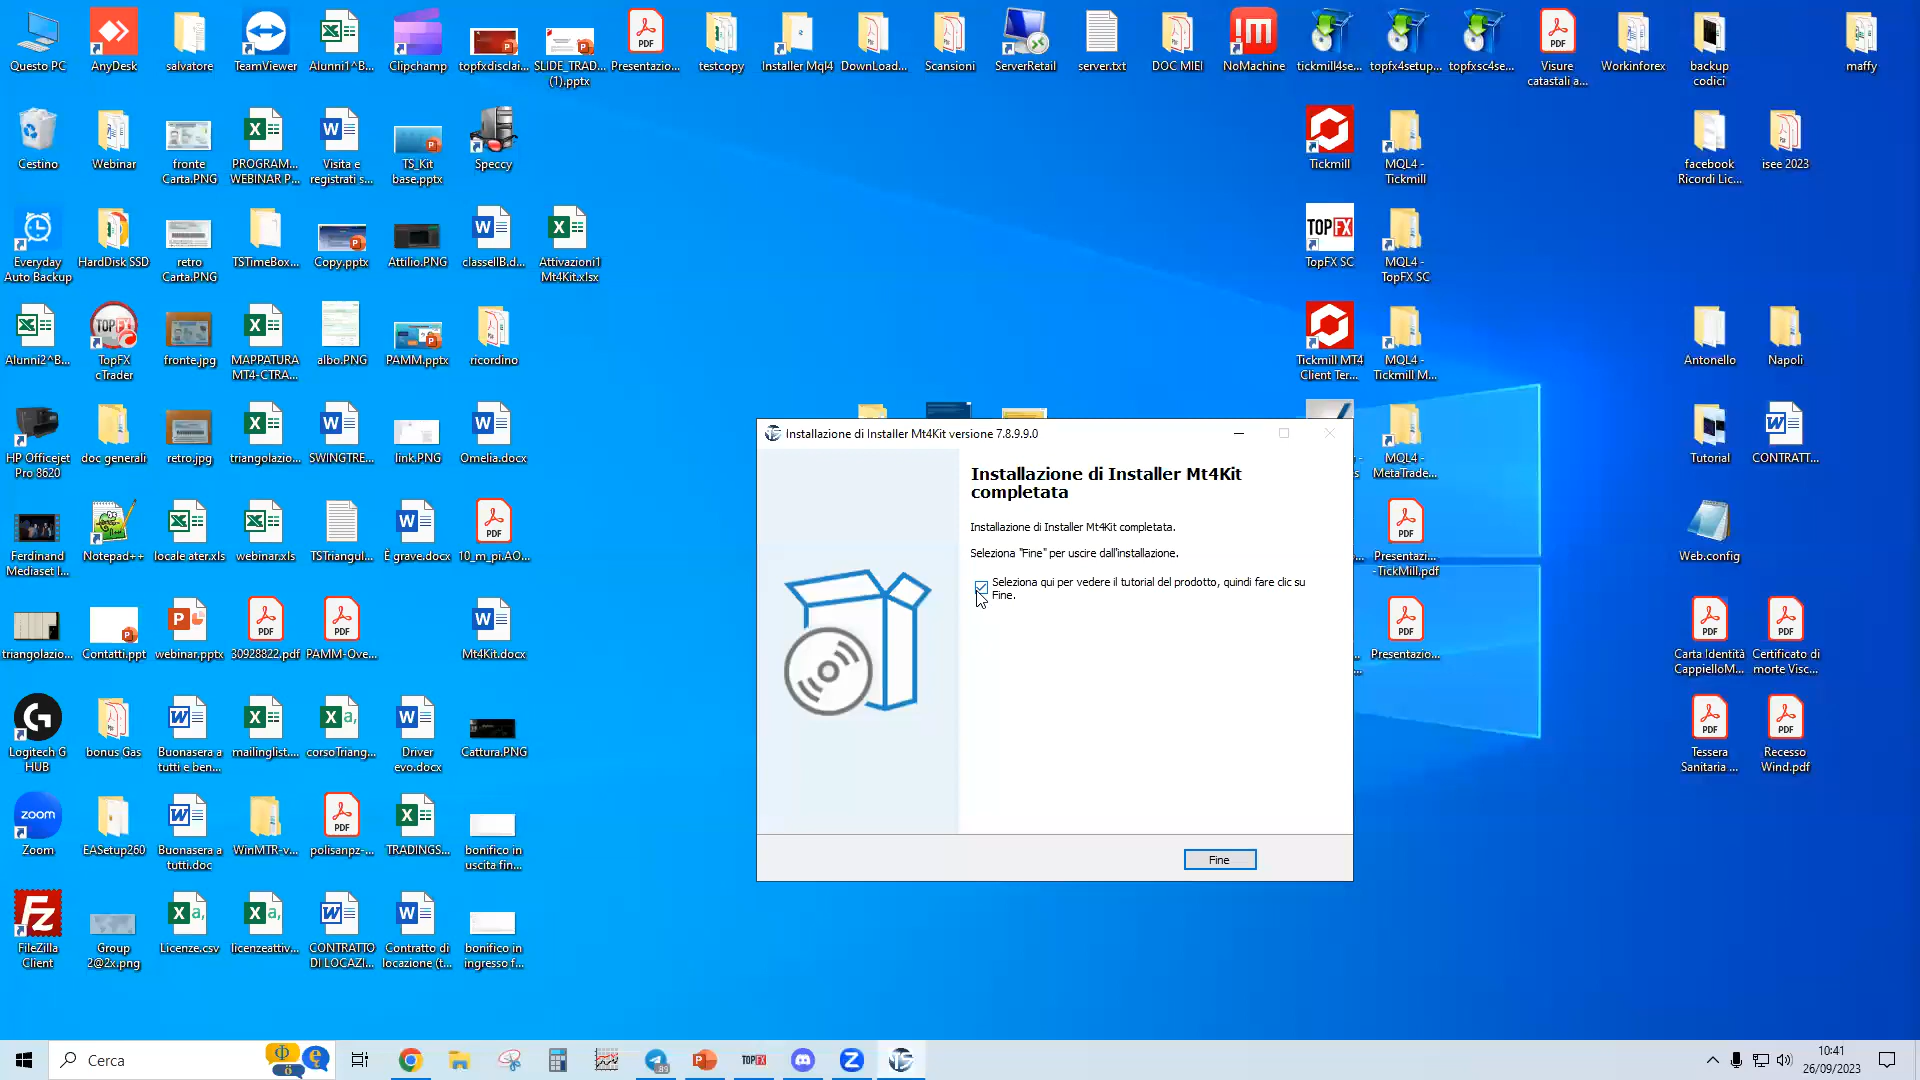 Questo PC
AnyDesk
salvatore
TeamViewer
Alunni1^B...
Clipchamp
topfxdisclai...
SLIDE_TRAD...
(1).pptx
Presentazio...
testcopy
Installer Mql4
DownLoad...
Scansioni
ServerRetail
server.txt
DOC MIEI
NoMachine
tickmill4se...
topfx4setup...
topfxsc4se...
Visure
catastali a...
Workinforex
backup
codici
maffy
Cestino
Webinar
fronte
Carta.PNG
PROGRAM...
WEBINAR P...
Visita e
registrati s...
TS_Kit
base.pptx
Speccy
Tickmill
MQL4 -
Tickmill
facebook
Ricordi Lic...
isee 2023
Everyday
Auto Backup
HardDisk SSD
retro
Carta.PNG
TSTimeBox...
Copy.pptx
Attilio.PNG
classeIIB.d...
Attivazioni1
Mt4Kit.xlsx
TOPFX
TopFX SC
MQL4 -
TopFX SC
Alunni2^B...
TopFX
cTrader
fronte.jpg
MAPPATURA
MT4-CTRA...
albo.PNG
PAMM.pptx
ricordino
Tickmill MT4
Client Ter...
MQL4 -
Tickmill M...
Antonello
Napoli
HP Officejet
Pro 8620
doc generali
retro.jpg
triangolazio...
SWINGTRE...
link.PNG
Omelia.docx
MQL4 -
MetaTrade...
Tutorial
CONTRATT...
Ferdinand
Mediaset I...
Notepad++
locale ater.xls
webinar.xls
TSTriangul...
È grave.docx
10_m_pi.AO...
Presentazi...
-TickMill.pdf
Web.config
triangolazio...
Contatti.ppt
webinar.pptx
30928822.pdf
PAMM-Ove...
Mt4Kit.docx
Presentazio...
Carta Identità
CappielloM...
Certificato di
morte Visc...
Logitech G
HUB
bonus Gas
Buonasera a
tutti e ben...
mailinglist....
corsoTriang...
Driver
evo.docx
Cattura.PNG
Tessera
Sanitaria ...
Recesso
Wind.pdf
zoom
Zoom
EASetup260
Buonasera a
tutti.doc
WinMTR-v...
polisanpz-...
TRADINGS...
bonifico in
uscita fin...
FileZilla
Client
Group
2@2x.png
Licenze.csv
licenzeattiv...
CONTRATTO
DI LOCAZI...
Contratto di
locazione (t...
bonifico in
ingresso f...
Installazione di Installer Mt4Kit versione 7.8.9.9.0
Installazione di Installer Mt4Kit
completata
Installazione di Installer Mt4Kit completata.
Seleziona "Fine" per uscire dall'installazione.
Seleziona qui per vedere il tutorial del prodotto, quindi fare clic su
Fine.
Fine
Cerca
TOPFX
10:41
26/09/2023